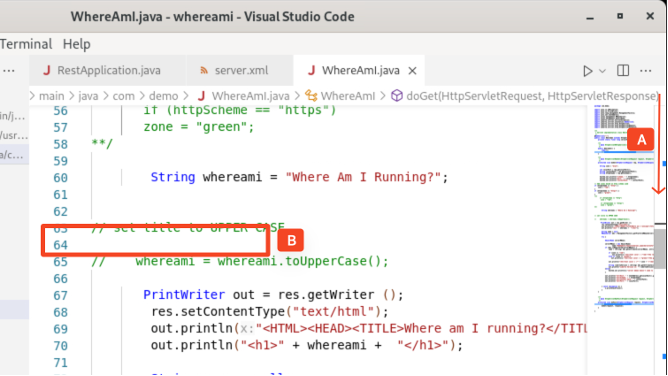 WhereAmI.java - whereami - Visual Studio Code
Terminal Help
RestApplication.java server.xml WhereAmI.java
main > java > com > demo > WhereAmI.java > WhereAmI > doGet(HttpServletRequest, HttpServletResponse)
56 if (httpScheme == "https")
in/j...
57 zone = "green";
/usr...
58 **/
a/c...
59
60 String whereami = "Where Am I Running?";
61
62
63 // set title to UPPER CASE
64
65 // whereami = whereami.toUpperCase();
66
67 PrintWriter out = res.getWriter ();
68 res.setContentType("text/html");
69 out.println(x:"<HTML><HEAD><TITLE>Where am I running?</TITL
70 out.println("<h1>" + whereami + "</h1>");
71
A
B